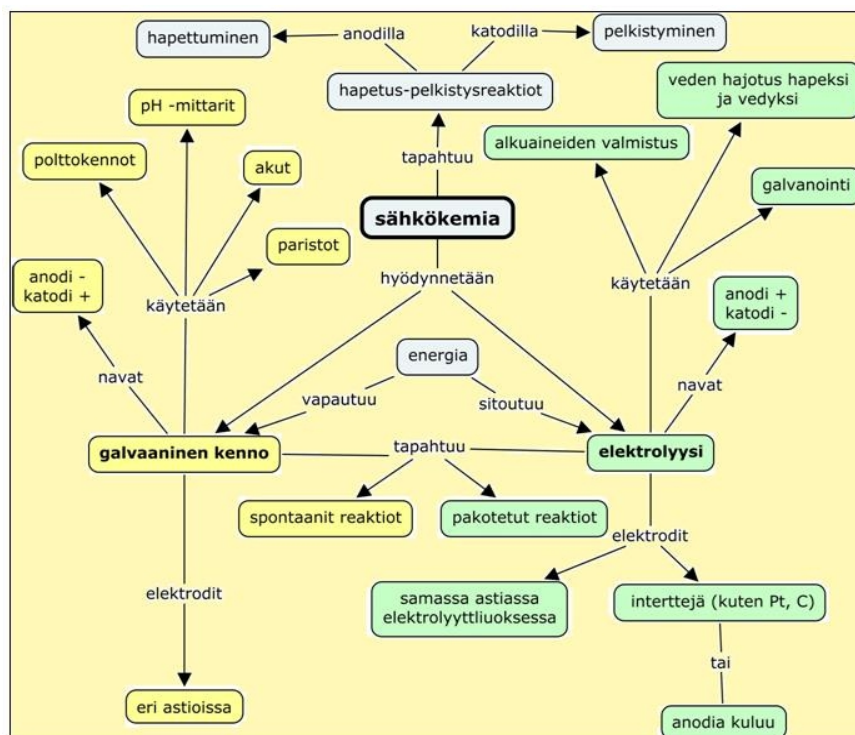 hapettuminen
anodilla
katodilla
pelkistyminen
hapetus-pelkistysreaktiot
veden hajotus hapeksi
ja vedyksi
pH -mittarit
tapahtuu
alkuaineiden valmistus
polttokennot
akut
galvanointi
sähkökemia
paristot
anodi -
katodi +
käytetään
hyödynnetään
käytetään
anodi +
katodi -
energia
navat
vapautuu
sitoutuu
navat
galvaaninen kenno
tapahtuu
elektrolyysi
spontaanit reaktiot
pakotetut reaktiot
elektrodit
elektrodit
samassa astiassa
elektrolyyttliuoksessa
interttejä (kuten Pt, C)
tai
eri astioissa
anodia kuluu